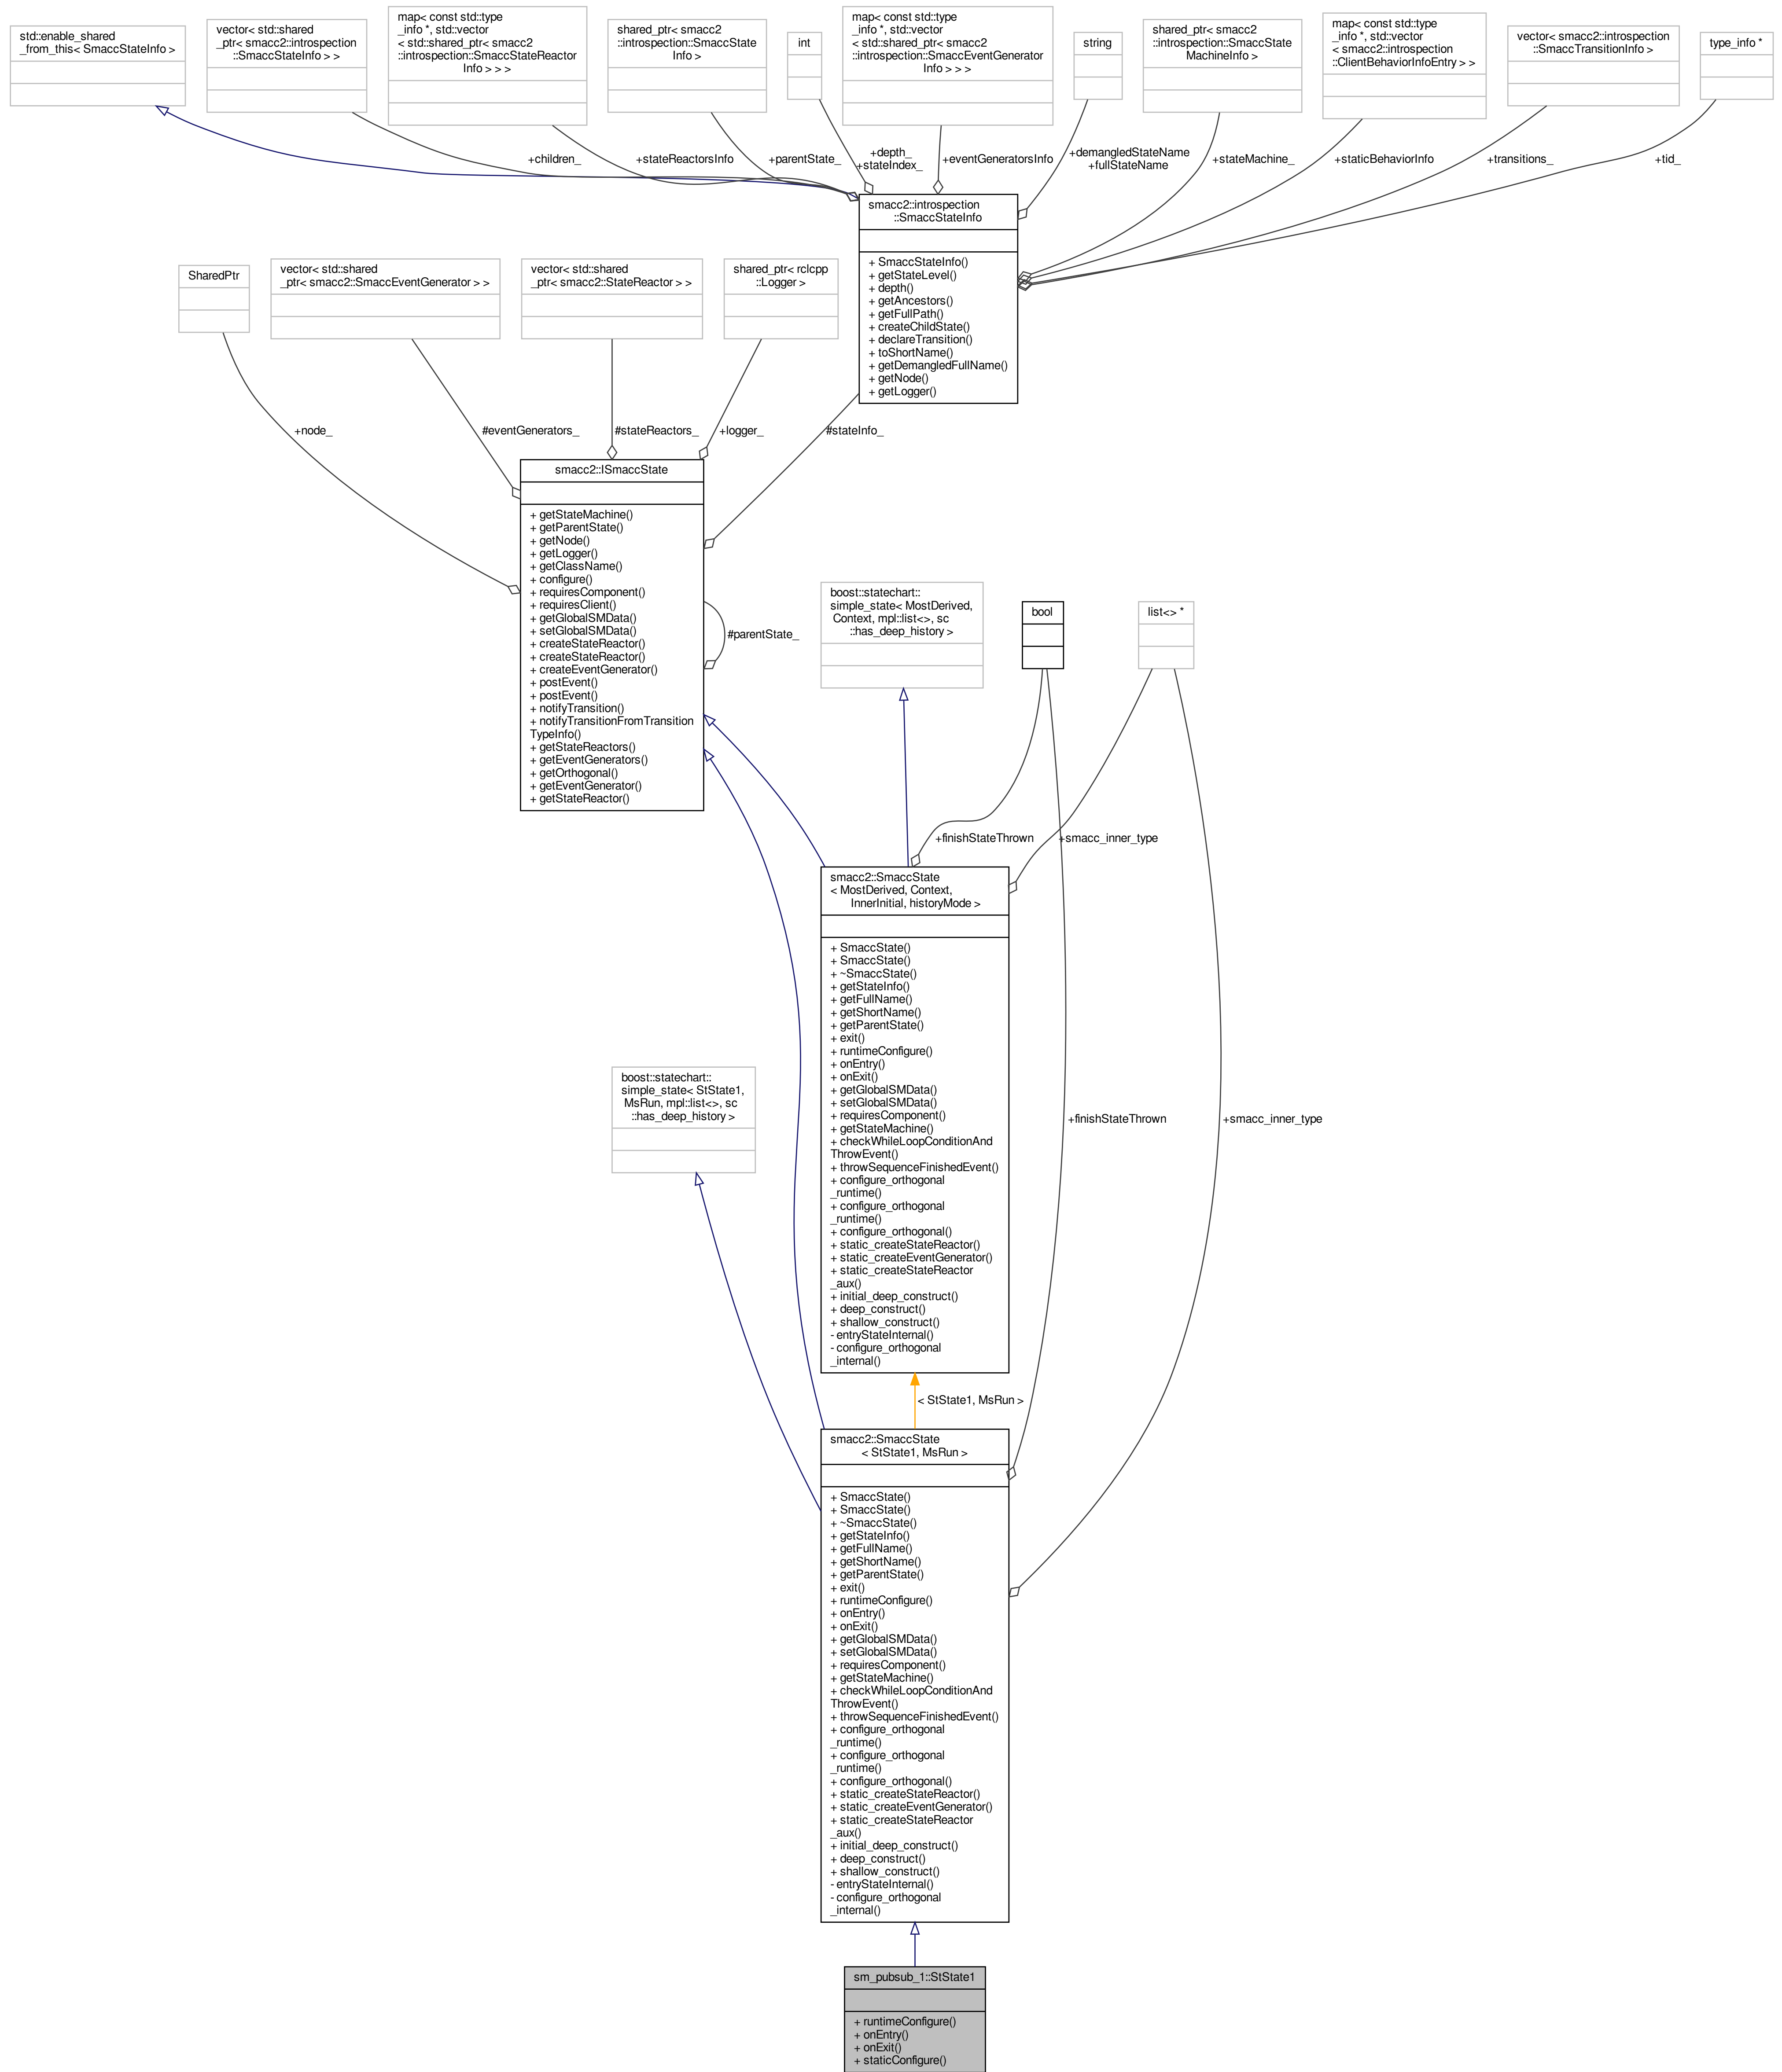 std::enable_shared
_from_this< SmaccStateInfo >
vector< std::shared
_ptr< smacc2::introspection
::SmaccStateInfo > >
map< const std::type
_info *, std::vector
< std::shared_ptr< smacc2
::introspection::SmaccStateReactor
Info > > >
shared_ptr< smacc2
::introspection::SmaccState
Info >
int
map< const std::type
_info *, std::vector
< std::shared_ptr< smacc2
::introspection::SmaccEventGenerator
Info > > >
string
shared_ptr< smacc2
::introspection::SmaccState
MachineInfo >
map< const std::type
_info *, std::vector
< smacc2::introspection
::ClientBehaviorInfoEntry > >
vector< smacc2::introspection
::SmaccTransitionInfo >
type_info *
+children_
+stateReactorsInfo
+parentState_
+depth_
+stateIndex_
+eventGeneratorsInfo
+demangledStateName
+fullStateName
+stateMachine_
+staticBehaviorInfo
+transitions_
+tid_
smacc2::introspection
::SmaccStateInfo
+ SmaccStateInfo()
+ getStateLevel()
+ depth()
+ getAncestors()
+ getFullPath()
+ createChildState()
+ declareTransition()
+ toShortName()
+ getDemangledFullName()
+ getNode()
+ getLogger()
SharedPtr
vector< std::shared
_ptr< smacc2::SmaccEventGenerator > >
vector< std::shared
_ptr< smacc2::StateReactor > >
shared_ptr< rclcpp
::Logger >
+node_
#eventGenerators_
#stateReactors_
+logger_
#stateInfo_
smacc2::ISmaccState
+ getStateMachine()
+ getParentState()
+ getNode()
+ getLogger()
+ getClassName()
+ configure()
+ requiresComponent()
+ requiresClient()
+ getGlobalSMData()
+ setGlobalSMData()
+ createStateReactor()
+ createStateReactor()
+ createEventGenerator()
+ postEvent()
+ postEvent()
+ notifyTransition()
+ notifyTransitionFromTransition
TypeInfo()
+ getStateReactors()
+ getEventGenerators()
+ getOrthogonal()
+ getEventGenerator()
+ getStateReactor()
#parentState_
boost::statechart::
simple_state< MostDerived,
Context, mpl::list<>, sc
::has_deep_history >
bool
list<> *
+finishStateThrown
+smacc_inner_type
smacc2::SmaccState
< MostDerived, Context,
InnerInitial, historyMode >
+ SmaccState()
+ SmaccState()
+ ~SmaccState()
+ getStateInfo()
+ getFullName()
+ getShortName()
+ getParentState()
+ exit()
+ runtimeConfigure()
+ onEntry()
+ onExit()
+ getGlobalSMData()
+ setGlobalSMData()
+ requiresComponent()
+ getStateMachine()
+ checkWhileLoopConditionAnd
ThrowEvent()
+ throwSequenceFinishedEvent()
+ configure_orthogonal
_runtime()
+ configure_orthogonal
_runtime()
+ configure_orthogonal()
+ static_createStateReactor()
+ static_createEventGenerator()
+ static_createStateReactor
_aux()
+ initial_deep_construct()
+ deep_construct()
+ shallow_construct()
- entryStateInternal()
- configure_orthogonal
_internal()
boost::statechart::
simple_state< StState1,
MsRun, mpl::list<>, sc
::has_deep_history >
+finishStateThrown
+smacc_inner_type
< StState1, MsRun >
smacc2::SmaccState
< StState1, MsRun >
+ SmaccState()
+ SmaccState()
+ ~SmaccState()
+ getStateInfo()
+ getFullName()
+ getShortName()
+ getParentState()
+ exit()
+ runtimeConfigure()
+ onEntry()
+ onExit()
+ getGlobalSMData()
+ setGlobalSMData()
+ requiresComponent()
+ getStateMachine()
+ checkWhileLoopConditionAnd
ThrowEvent()
+ throwSequenceFinishedEvent()
+ configure_orthogonal
_runtime()
+ configure_orthogonal
_runtime()
+ configure_orthogonal()
+ static_createStateReactor()
+ static_createEventGenerator()
+ static_createStateReactor
_aux()
+ initial_deep_construct()
+ deep_construct()
+ shallow_construct()
- entryStateInternal()
- configure_orthogonal
_internal()
sm_pubsub_1::StState1
+ runtimeConfigure()
+ onEntry()
+ onExit()
+ staticConfigure()